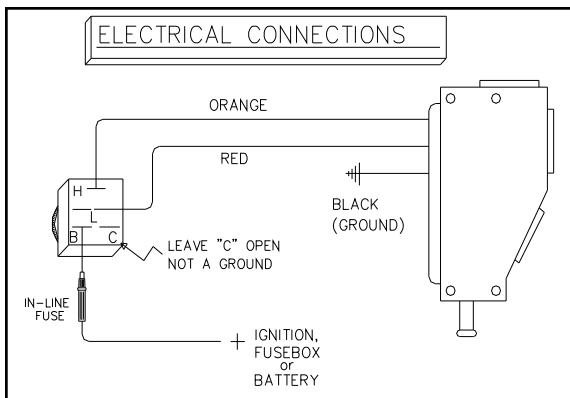 ELECTRICAL CONNECTIONS
ORANGE
RED
H
L
B C
BLACK
(GROUND)
LEAVE "C" OPEN
NOT A GROUND
IN-LINE
FUSE
+ IGNITION,
FUSEBOX
or
BATTERY